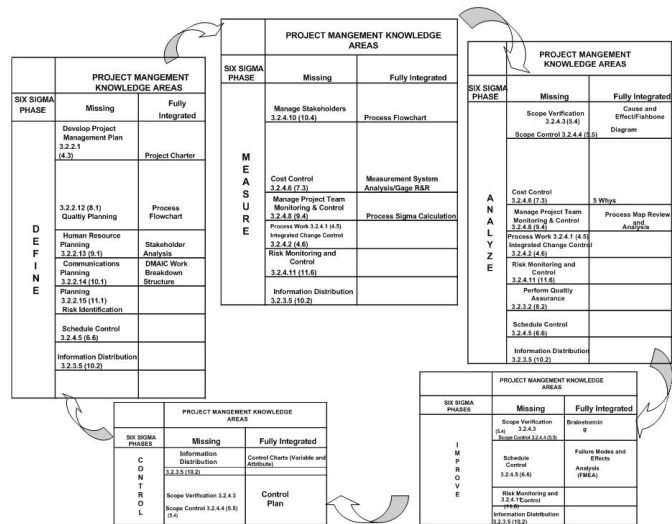 PROJECT MANGEMENT
KNOWLEDGE AREAS
SIX SIGMA
PHASE
Missing
Fully
Integrated
D
E
F
I
N
E
Develop Project
Management Plan
3.2.2.1
(4.3)
Project Charter
3.2.2.12 (8.1)
Qualtiy Planning
Process
Flowchart
Human Resource
Planning
3.2.2.13 (9.1)
Stakeholder
Analysis
Communications
Planning
3.2.2.14 (10.1)
DMAIC Work
Breakdown
Structure
Planning
3.2.2.15 (11.1)
Risk Identification
Schedule Control
3.2.4.5 (6.6)
Information Distribution
3.2.3.5 (10.2)
PROJECT MANGEMENT KNOWLEDGE
AREAS
SIX SIGMA
PHASE
Missing
Fully Integrated
M
E
A
S
U
R
E
Manage Stakeholders
3.2.4.10 (10.4)
Process Flowchart
Cost Control
3.2.4.6 (7.3)
Measurement System
Analysis/Gage R&R
Manage Project Team
Monitoring & Control
3.2.4.8 (9.4)
Process Sigma Calculation
Process Work 3.2.4.1 (4.5)
Integrated Change Control
3.2.4.2 (4.6)
Risk Monitoring and
Control
3.2.4.11 (11.6)
Information Distribution
3.2.3.5 (10.2)
PROJECT MANGEMENT KNOWLEDGE
AREAS
SIX SIGMA
PHASE
Missing
Fully Integrated
A
N
A
L
Y
Z
E
Scope Verification
3.2.4.3 (5.4)
Scope Control 3.2.4.4 (5.5)
Cause and
Effect/Fishbone
Diagram
Cost Control
3.2.4.6 (7.3)
5 Whys
Manage Project Team
Monitoring & Control
3.2.4.8 (9.4)
Process Map Review
and
Analysis
Process Work 3.2.4.1 (4.5)
Integrated Change Control
3.2.4.2 (4.6)
Risk Monitoring and
Control
3.2.4.11 (11.6)
Perform Qualtiy
Assurance
3.2.3.2 (8.2)
Schedule Control
3.2.4.5 (6.6)
Information Distribution
3.2.3.5 (10.2)
PROJECT MANGEMENT KNOWLEDGE
AREAS
SIX SIGMA
PHASES
Missing
Fully Integrated
C
O
N
T
R
O
L
Information
Distribution
3.2.3.5 (10.2)
Control Charts (Variable and
Attribute)
Scope Verification 3.2.4.3
Scope Control 3.2.4.4 (5.5)
(5.4)
Control
Plan
PROJECT MANGEMENT KNOWLEDGE
AREAS
SIX SIGMA
PHASES
Missing
Fully Integrated
I
M
P
R
O
V
E
Scope Verification
3.2.4.3
(5.4)
Scope Control 3.2.4.4 (5.5)
Brainstormin
g
Schedule
Control
3.2.4.5 (6.6)
Failure Modes and
Effects
Analysis
(FMEA)
Risk Monitoring and
3.2.4.11 Control
(11.6)
Information Distribution
3.2.3.5 (10.2)